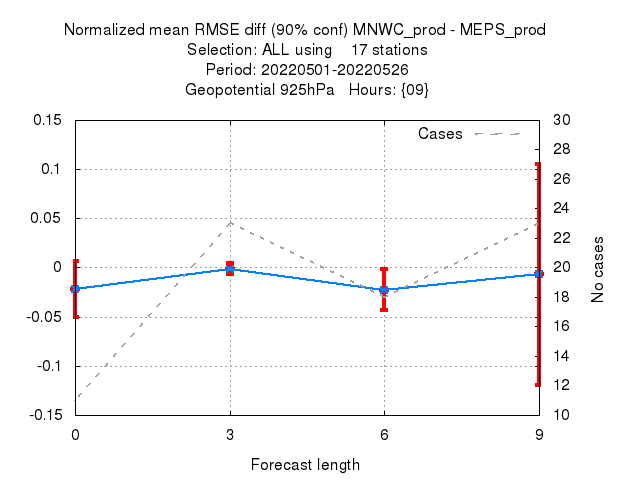 Normalized mean RMSE diff (90% conf) MNWC_prod - MEPS_prod
Selection: ALL using    17 stations
Period: 20220501-20220526
Geopotential 925hPa   Hours: {09}
Cases
0.15
0.1
0.05
0
-0.05
-0.1
-0.15
30
28
26
24
22
20
18
16
14
12
10
No cases
0 3 6 9
Forecast length